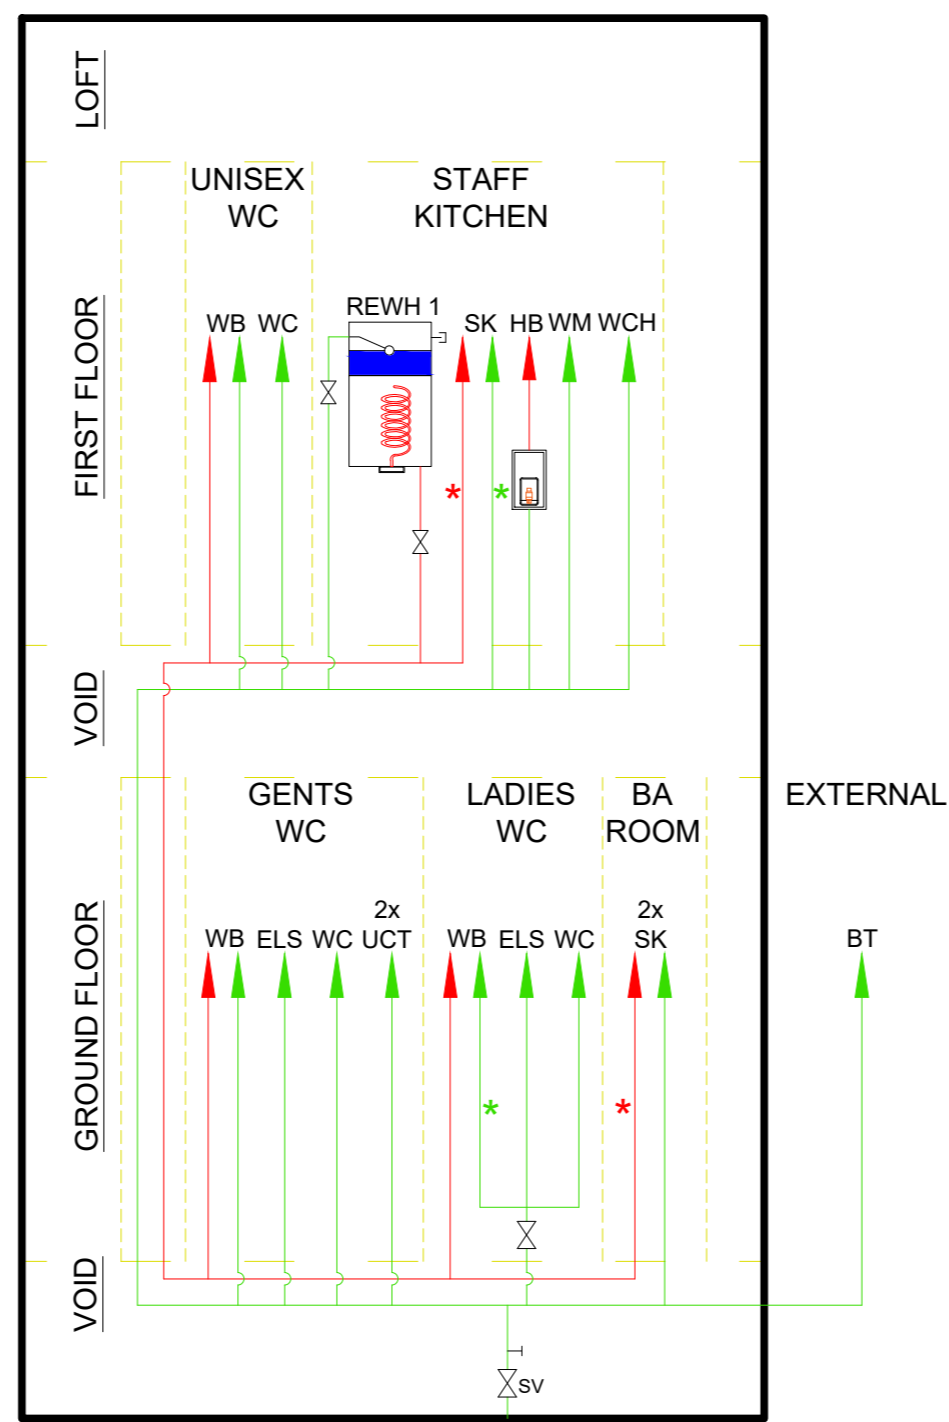 LOFT
UNISEX
WC
STAFF
KITCHEN
FIRST FLOOR
WB WC
REWH 1
SK HB WM WCH
*
*
VOID
GENTS
WC
LADIES
WC
BA
ROOM
EXTERNAL
GROUND FLOOR
WB ELS WC
2x
UCT
WB ELS WC
2x
SK
BT
*
*
VOID
SV